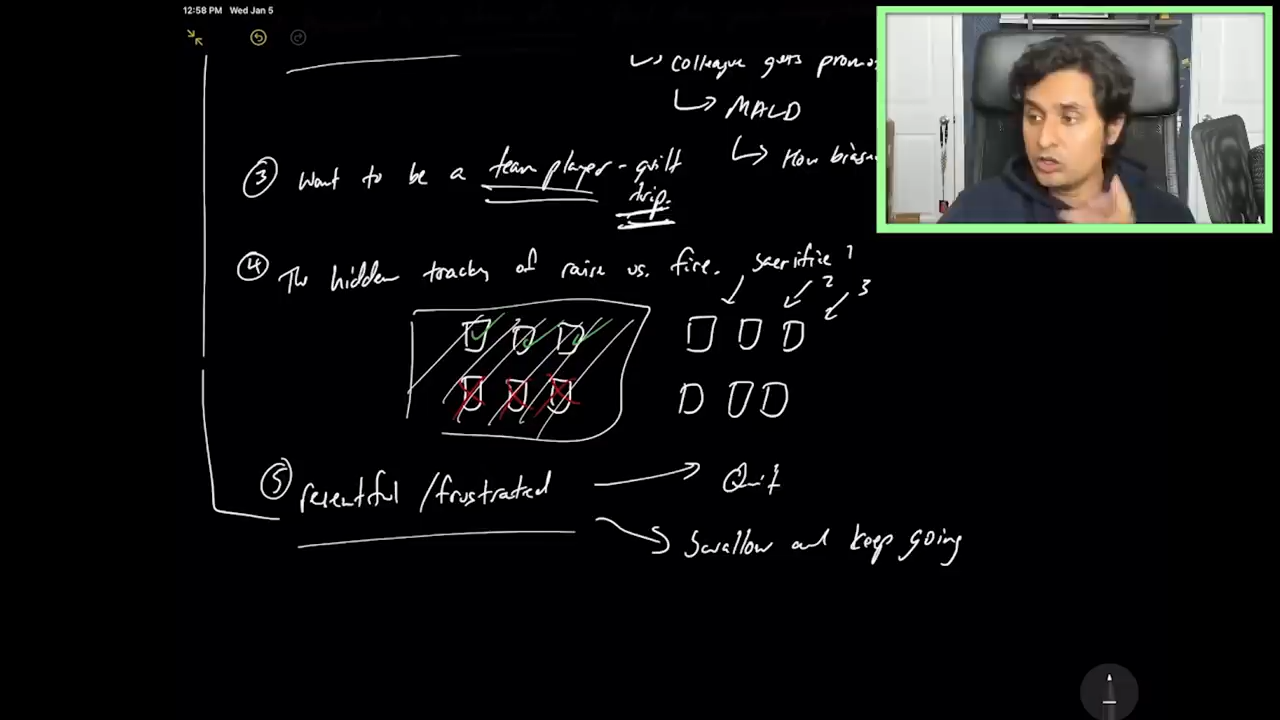 12:58 PM Wed Jan 5
colleague gets promo
MALD
How bias
③ Want to be a team player - guilt
trip.
④ The hidden tracks of raise vs. fire.
sacrifice 1
2
3
⑤ resentful / frustrated
Quit
Swallow and keep going